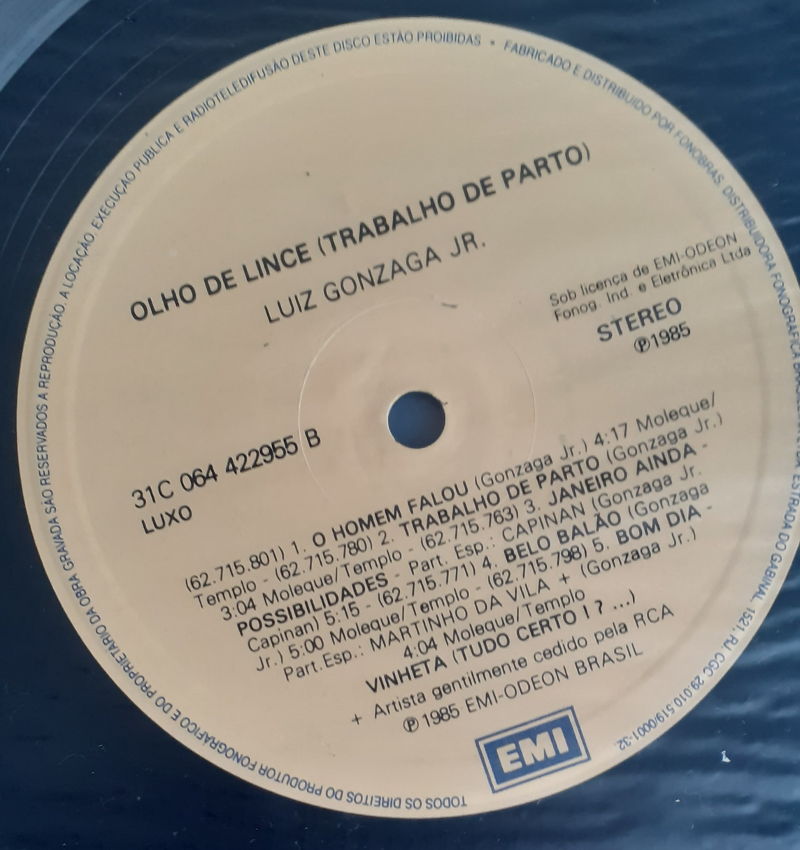 TODOS OS DIREITOS DO PRODUTOR FONOGRÁFICO E DO PROPRIETÁRIO DA OBRA GRAVADA SÃO RESERVADOS A REPRODUÇÃO, A LOCAÇÃO, EXECUÇÃO PUBLICA E RADIOTELEDIFUSÃO DESTE DISCO ESTÃO PROIBIDAS • FABRICADO E DISTRIBUIDO POR FONOBRAS DISTRIBUIDORA FONOGRAFICA ESTRADA DO GABINAL, 1521, RJ, CGC 29.010.519/0001-32
OLHO DE LINCE (TRABALHO DE PARTO)
LUIZ GONZAGA JR.
Sob licença de EMI-ODEON
Fonog. Ind. e Eletrônica Ltda
STEREO
℗1985
31C 064 422955 B
LUXO
(62.715.801) 1. O HOMEM FALOU (Gonzaga Jr.) 4:17 Moleque/
Templo - (62.715.780) 2. TRABALHO DE PARTO (Gonzaga Jr.)
3:04 Moleque/Templo - (62.715.763) 3. JANEIRO AINDA -
POSSIBILIDADES - Part. Esp.: CAPINAN (Gonzaga Jr.
Capinan) 5:15 - (62.715.771) 4. BELO BALÃO (Gonzaga
Jr.) 5:00 Moleque/Templo - (62.715.798) 5. BOM DIA -
Part.Esp.: MARTINHO DA VILA + (Gonzaga Jr.)
4:04 Moleque/Templo
VINHETA (TUDO CERTO I ? ...)
+ Artista gentilmente cedido pela RCA
℗ 1985 EMI-ODEON BRASIL
EMI